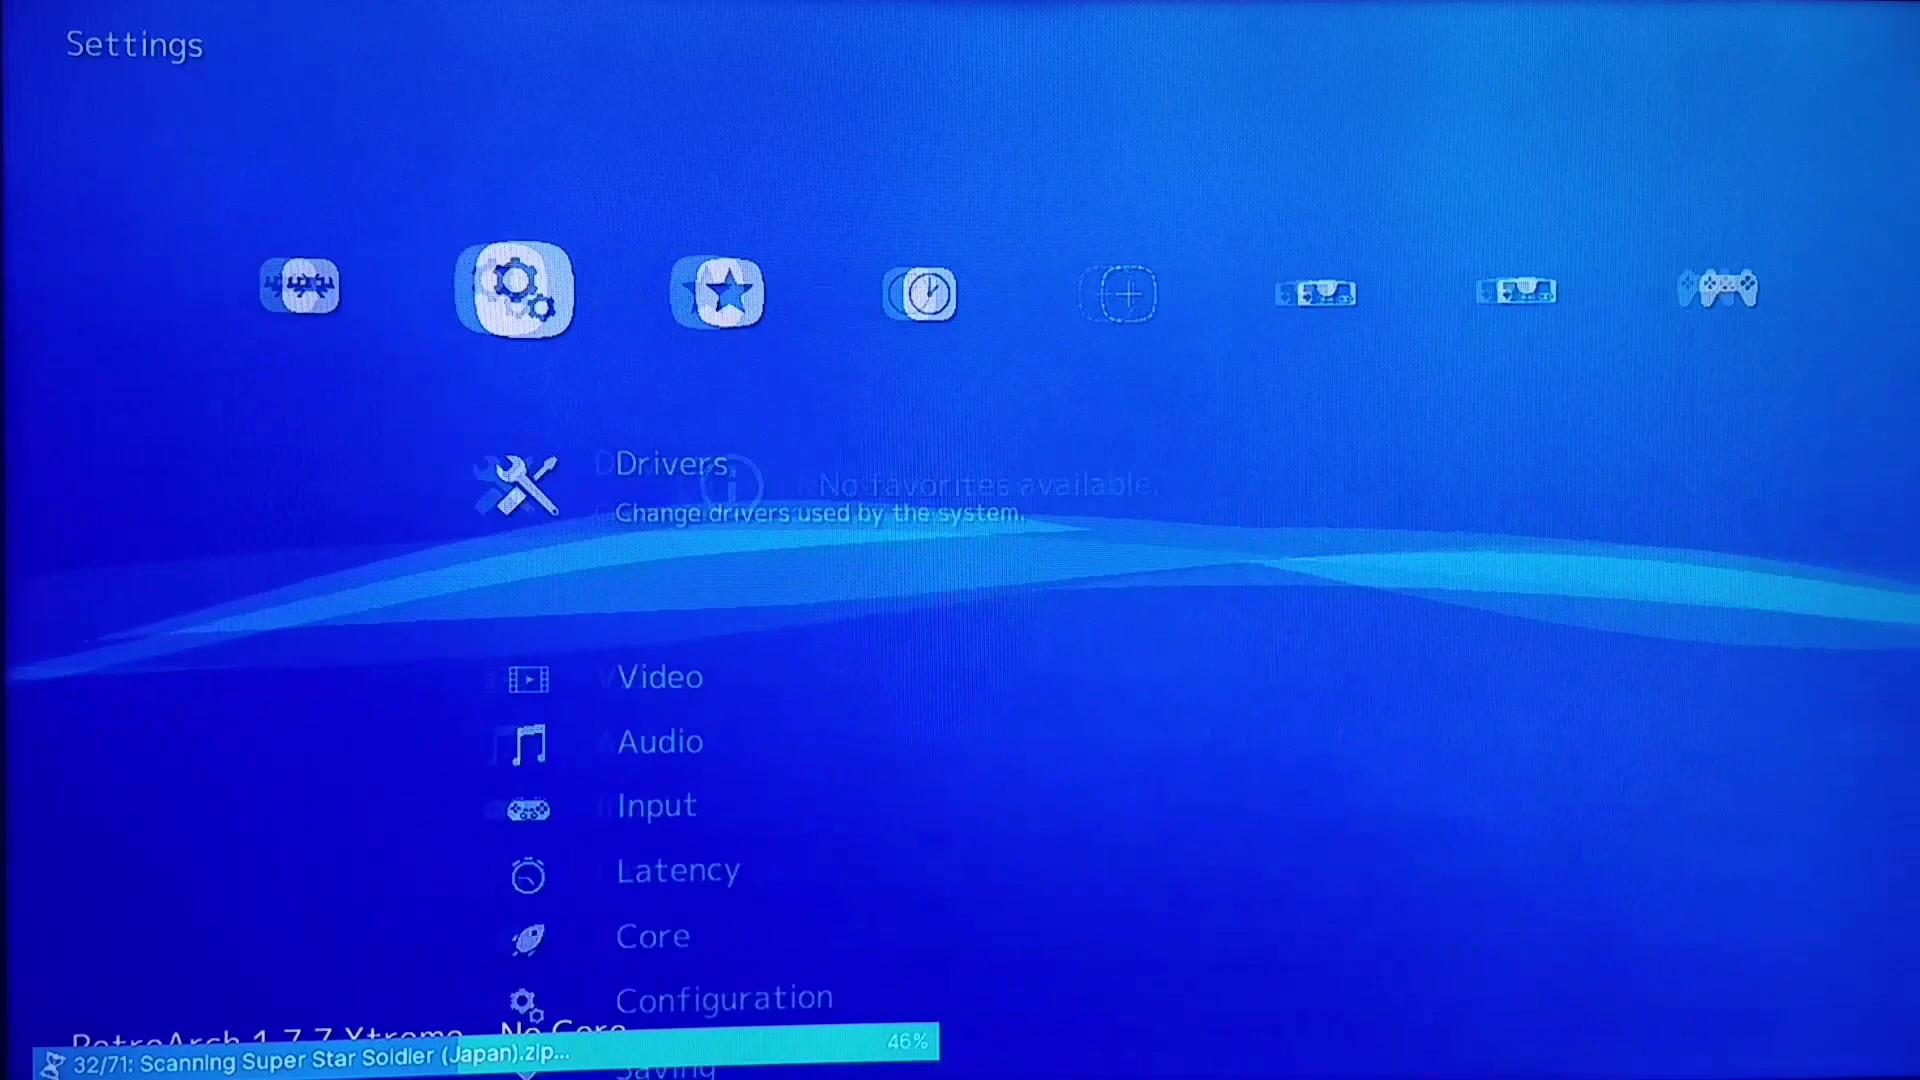 Settings
Drivers
No favorites available.
Change drivers used by the system.
Video
Audio
Input
Latency
Core
Configuration
RetroArch 1.7.7 Xtreme - No Core
32/71: Scanning Super Star Soldier (Japan).zip...
46%
Saving